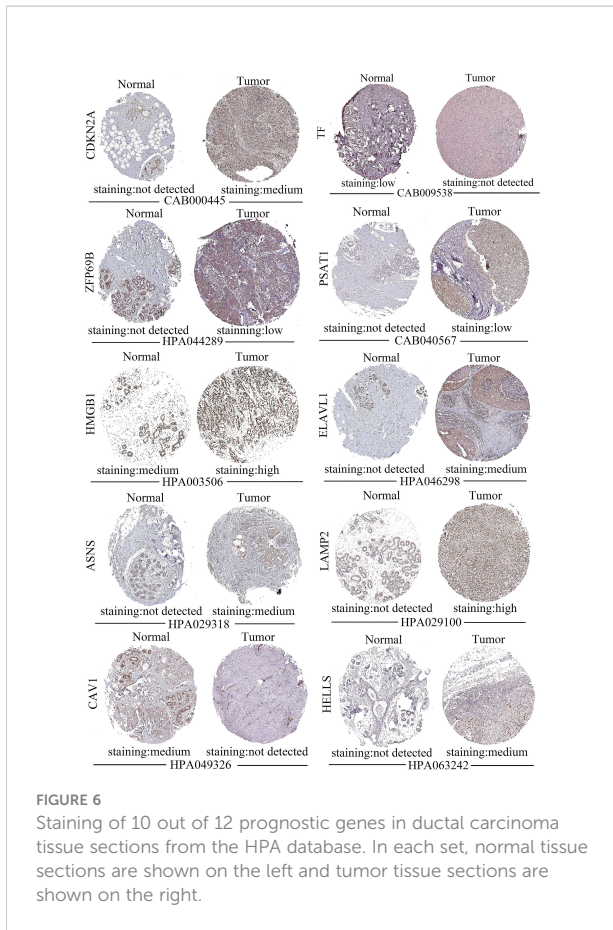 Normal
Tumor
CDKN2A
staining:not detected
staining:medium
CAB000445
Normal
Tumor
TF
staining:low
staining:not detected
CAB009538
Normal
Tumor
ZFP69B
staining:not detected
stainning:low
HPA044289
Normal
Tumor
PSAT1
staining:not detected
staining:low
CAB040567
Normal
Tumor
HMGB1
staining:medium
staining:high
HPA003506
Normal
Tumor
ELAVL1
staining:not detected
staining:medium
HPA046298
Normal
Tumor
ASNS
staining:not detected
staining:medium
HPA029318
Normal
Tumor
LAMP2
staining:not detected
staining:high
HPA029100
Normal
Tumor
CAV1
staining:medium
staining:not detected
HPA049326
Normal
Tumor
HELLS
staining:not detected
staining:medium
HPA063242
FIGURE 6
Staining of 10 out of 12 prognostic genes in ductal carcinoma
tissue sections from the HPA database. In each set, normal tissue
sections are shown on the left and tumor tissue sections are
shown on the right.